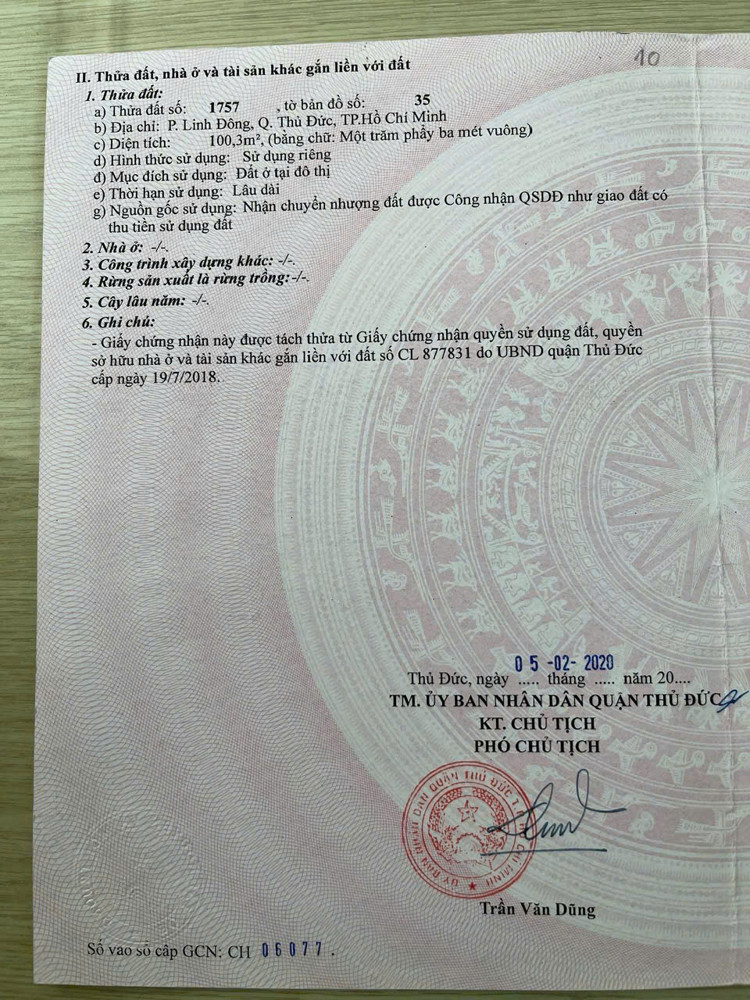 10
II. Thửa đất, nhà ở và tài sản khác gắn liền với đất
1. Thửa đất:
a) Thửa đất số: 1757 , tờ bản đồ số: 35
b) Địa chỉ: P. Linh Đông, Q. Thủ Đức, TP.Hồ Chí Minh
c) Diện tích: 100,3m², (bằng chữ: Một trăm phẩy ba mét vuông)
d) Hình thức sử dụng: Sử dụng riêng
đ) Mục đích sử dụng: Đất ở tại đô thị
e) Thời hạn sử dụng: Lâu dài
g) Nguồn gốc sử dụng: Nhận chuyển nhượng đất được Công nhận QSDĐ như giao đất có
thu tiền sử dụng đất
2. Nhà ở: -/-.
3. Công trình xây dựng khác: -/-.
4. Rừng sản xuất là rừng trồng:-/-.
5. Cây lâu năm: -/-.
6. Ghi chú:
- Giấy chứng nhận này được tách thửa từ Giấy chứng nhận quyền sử dụng đất, quyền
sở hữu nhà ở và tài sản khác gắn liền với đất số CL 877831 do UBND quận Thủ Đức
cấp ngày 19/7/2018.
05 -02- 2020
Thủ Đức, ngày ..... tháng ..... năm 20....
TM. ỦY BAN NHÂN DÂN QUẬN THỦ ĐỨC
KT. CHỦ TỊCH
PHÓ CHỦ TỊCH
ỦY BAN NHÂN DÂN QUẬN THỦ ĐỨC
CHÍ MINH
Trần Văn Dũng
Số vào sổ cấp GCN: CH 06077.